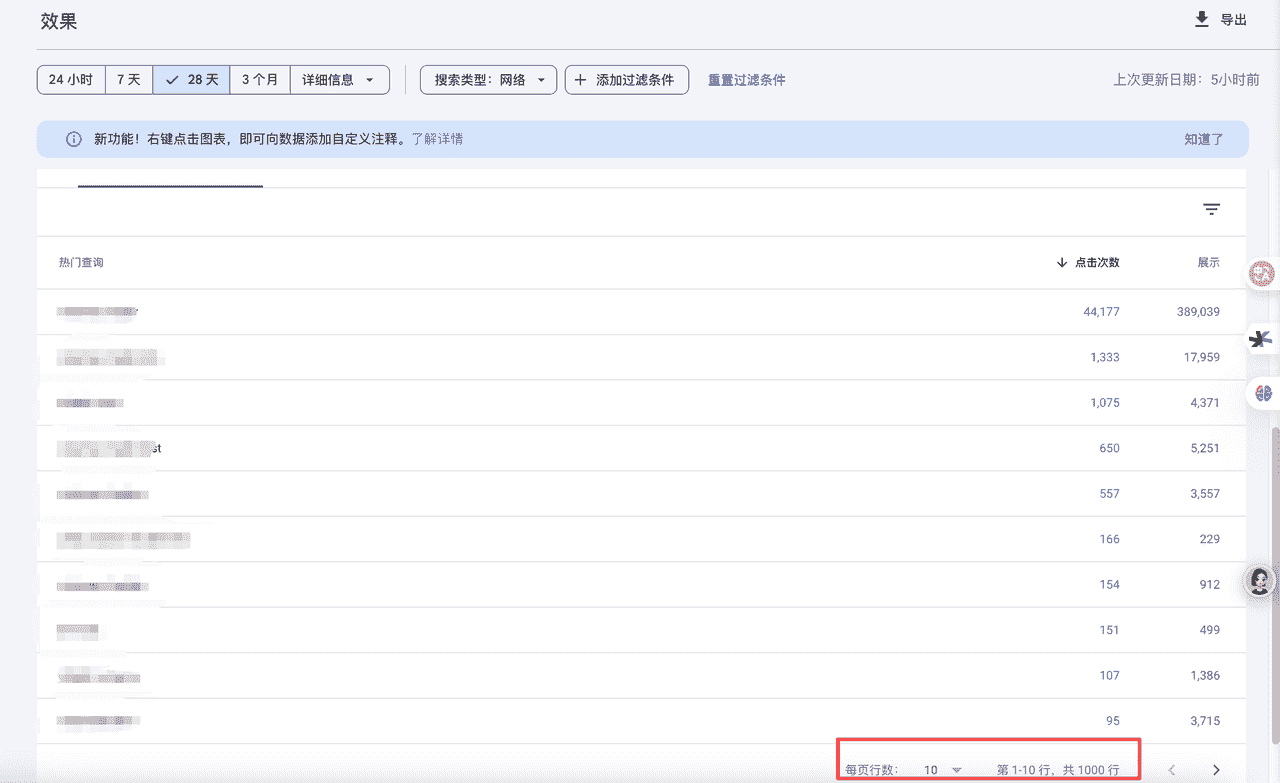 效果
导出
24 小时 7 天 28 天 3 个月 详细信息 搜索类型：网络 添加过滤条件 重置过滤条件 上次更新日期：5小时前
新功能！右键点击图表，即可向数据添加自定义注释。了解详情 知道了
热门查询 点击次数 展示
44,177 389,039
1,333 17,959
1,075 4,371
st 650 5,251
557 3,557
166 229
154 912
151 499
107 1,386
95 3,715
每页行数： 10 第 1-10 行，共 1000 行